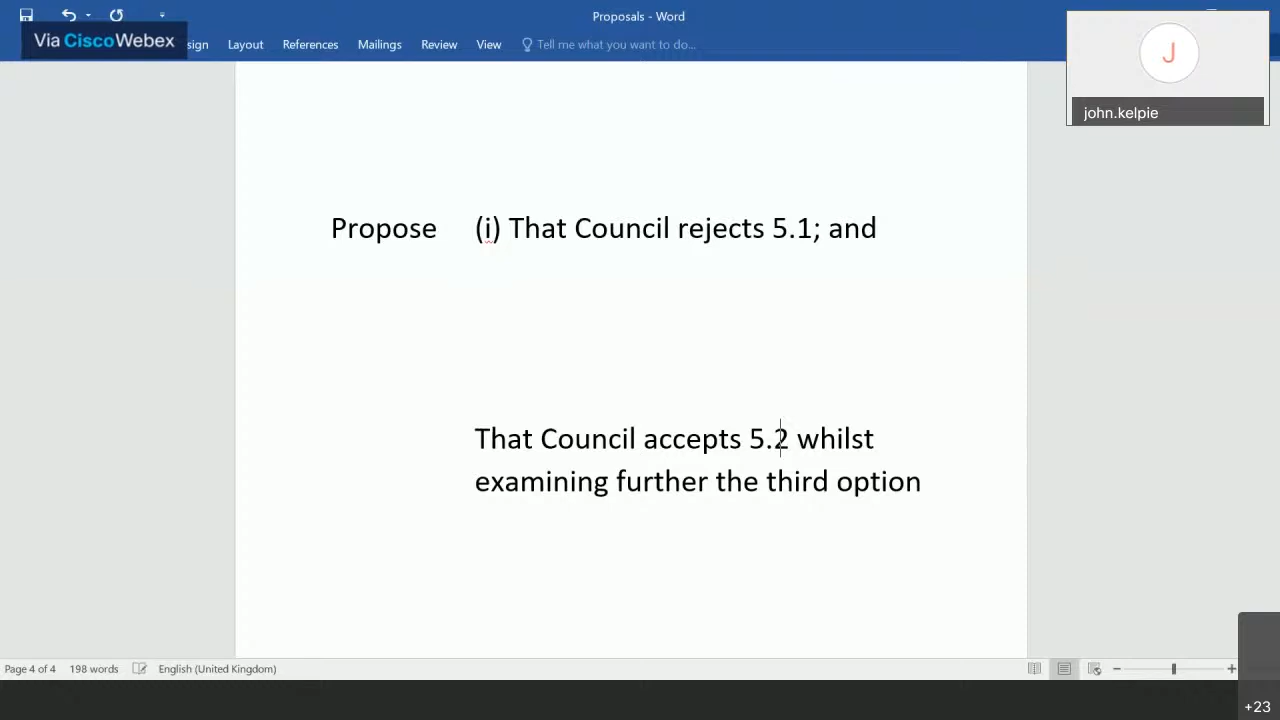 Proposals - Word
Via CiscoWebex
sign Layout References Mailings Review View Tell me what you want to do...
J
john.kelpie
Propose (i) That Council rejects 5.1; and
That Council accepts 5.2 whilst
examining further the third option
Page 4 of 4 198 words English (United Kingdom)
+23